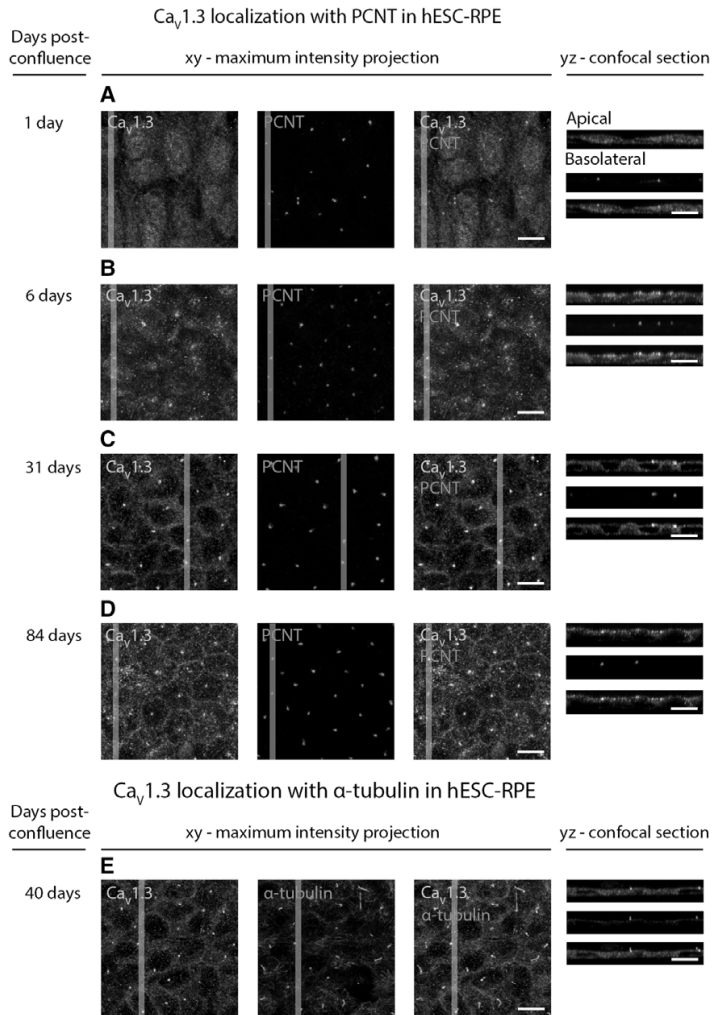 CaV1.3 localization with PCNT in hESC-RPE
Days post-
confluence
xy - maximum intensity projection
yz - confocal section
A
1 day
CaV1.3
PCNT
CaV1.3
PCNT
Apical
Basolateral
B
6 days
CaV1.3
PCNT
CaV1.3
PCNT
C
31 days
CaV1.3
PCNT
CaV1.3
PCNT
D
84 days
CaV1.3
PCNT
CaV1.3
PCNT
CaV1.3 localization with α-tubulin in hESC-RPE
Days post-
confluence
xy - maximum intensity projection
yz - confocal section
E
40 days
CaV1.3
α-tubulin
CaV1.3
α-tubulin